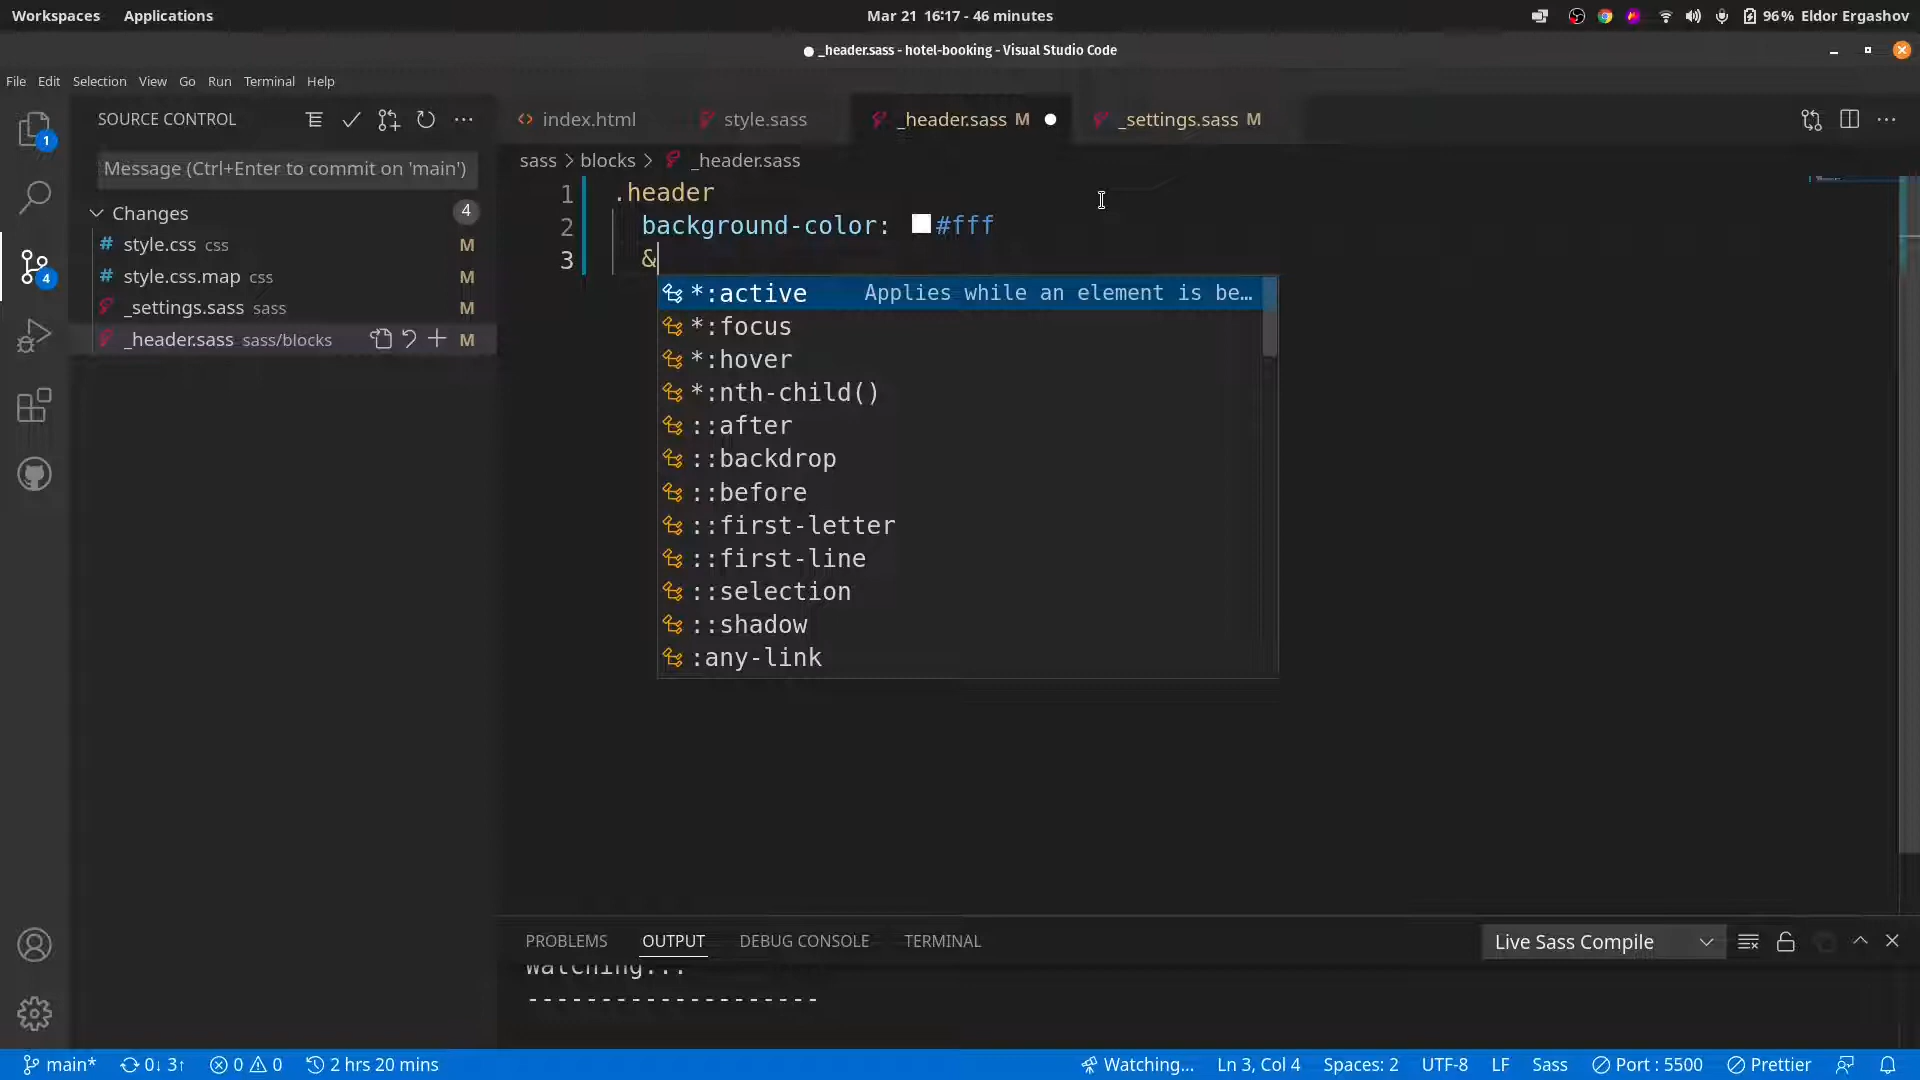 Workspaces Applications Mar 21 16:17 - 46 minutes 96% Eldor Ergashov
● _header.sass - hotel-booking - Visual Studio Code
File Edit Selection View Go Run Terminal Help
1
SOURCE CONTROL
index.html style.sass _header.sass M _settings.sass M
Message (Ctrl+Enter to commit on 'main')
sass > blocks > _header.sass
Changes 4
# style.css css M
# style.css.map css M
_settings.sass sass M
_header.sass sass/blocks M
4
1 .header
2 background-color: #fff
3 &
*:active Applies while an element is be…
*:focus
*:hover
*:nth-child()
::after
::backdrop
::before
::first-letter
::first-line
::selection
::shadow
:any-link
PROBLEMS OUTPUT DEBUG CONSOLE TERMINAL Live Sass Compile
Watching...
--------------------
main* 0↓ 3↑ 0 0 2 hrs 20 mins Watching... Ln 3, Col 4 Spaces: 2 UTF-8 LF Sass Port : 5500 Prettier